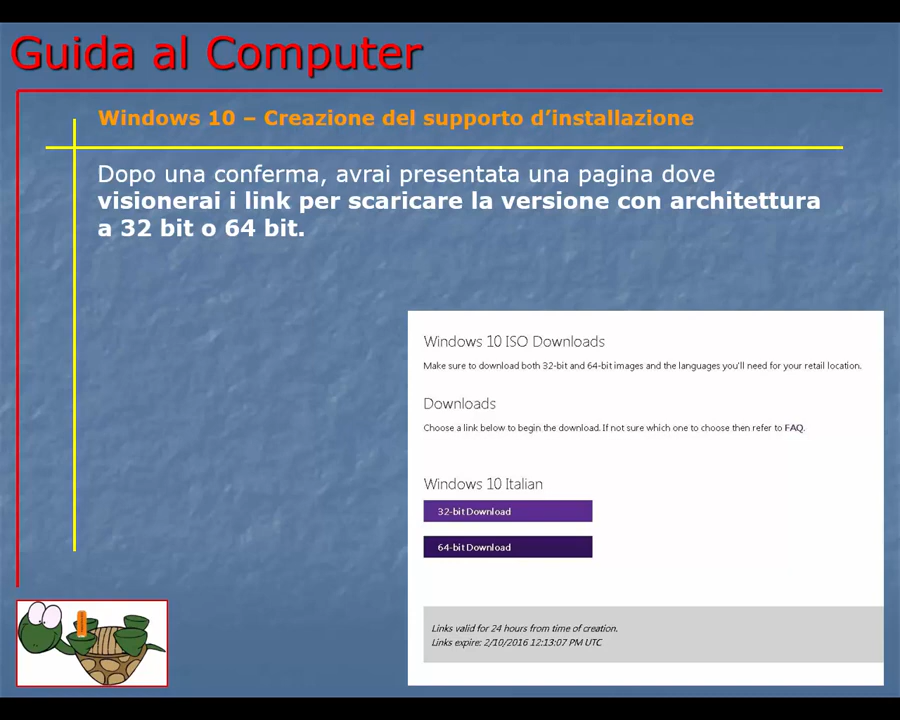 Guida al Computer
Windows 10 – Creazione del supporto d’installazione
Dopo una conferma, avrai presentata una pagina dove
visionerai i link per scaricare la versione con architettura
a 32 bit o 64 bit.
Windows 10 ISO Downloads
Make sure to download both 32-bit and 64-bit images and the languages you'll need for your retail location.
Downloads
Choose a link below to begin the download. If not sure which one to choose then refer to FAQ.
Windows 10 Italian
32-bit Download
64-bit Download
Links valid for 24 hours from time of creation.
Links expire: 2/10/2016 12:13:07 PM UTC